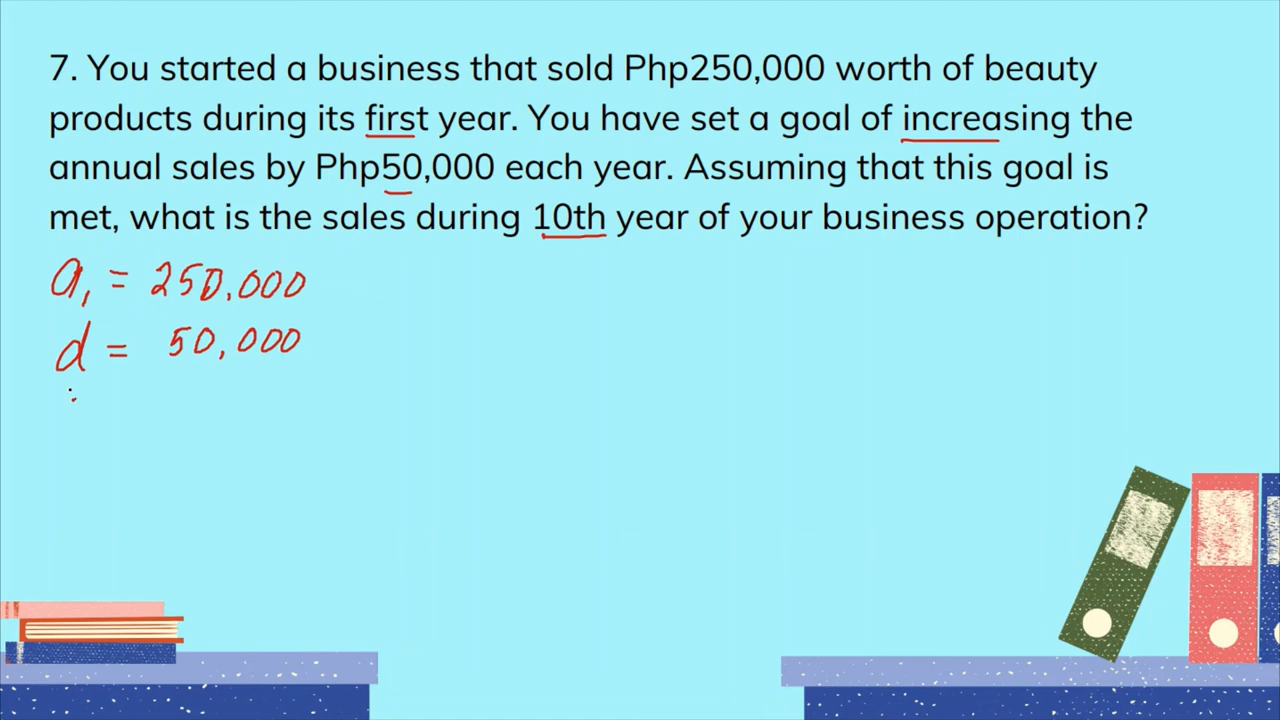 7. You started a business that sold Php250,000 worth of beauty
products during its first year. You have set a goal of increasing the
annual sales by Php50,000 each year. Assuming that this goal is
met, what is the sales during 10th year of your business operation?
a₁ = 250,000
d = 50,000